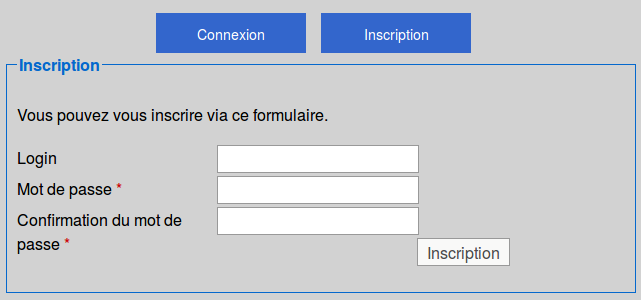 Connexion Inscription
Inscription
Vous pouvez vous inscrire via ce formulaire.
Login
Mot de passe *
Confirmation du mot de
passe *
Inscription